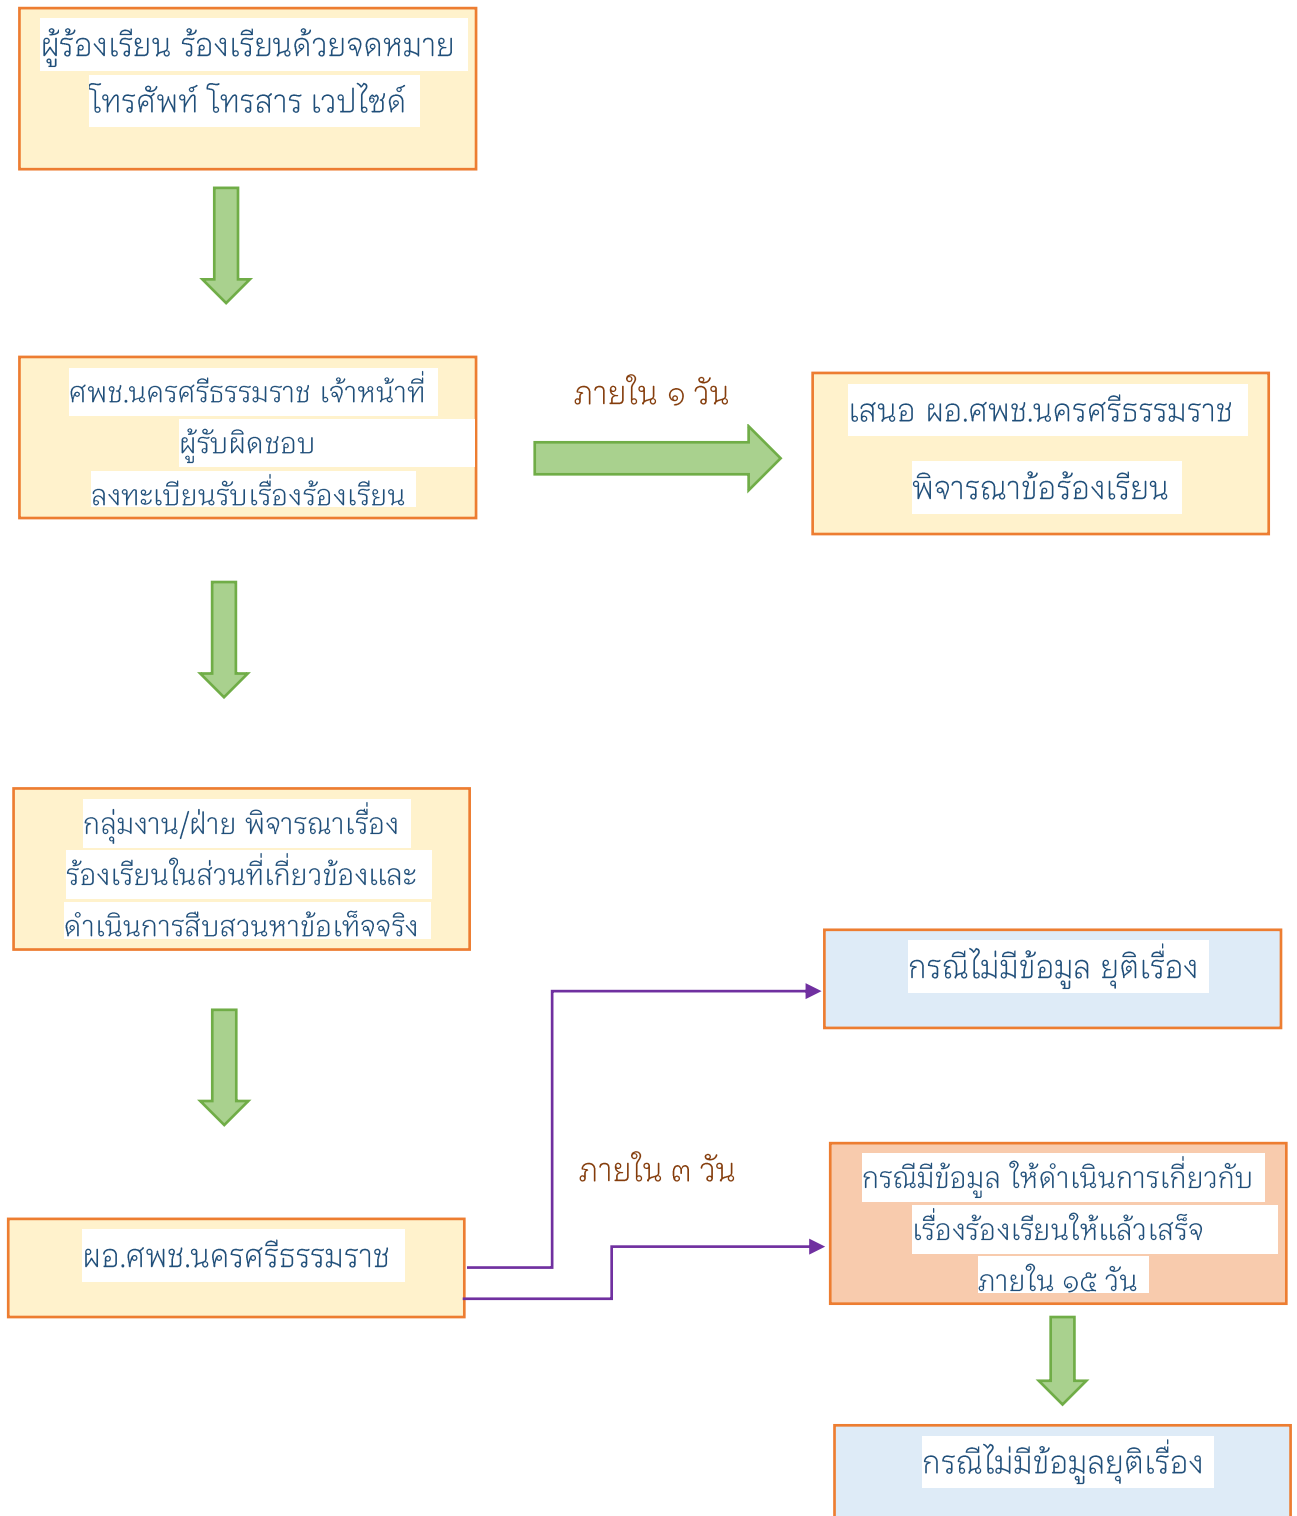 ผู้ร้องเรียน ร้องเรียนด้วยจดหมาย
โทรศัพท์ โทรสาร เวปไซด์
ศพช.นครศรีธรรมราช เจ้าหน้าที่
ผู้รับผิดชอบ
ลงทะเบียนรับเรื่องร้องเรียน
ภายใน ๑ วัน
เสนอ ผอ.ศพช.นครศรีธรรมราช
พิจารณาข้อร้องเรียน
กลุ่มงาน/ฝ่าย พิจารณาเรื่อง
ร้องเรียนในส่วนที่เกี่ยวข้องและ
ดำเนินการสืบสวนหาข้อเท็จจริง
กรณีไม่มีข้อมูล ยุติเรื่อง
ภายใน ๓ วัน
กรณีมีข้อมูล ให้ดำเนินการเกี่ยวกับ
เรื่องร้องเรียนให้แล้วเสร็จ
ภายใน ๑๕ วัน
ผอ.ศพช.นครศรีธรรมราช
กรณีไม่มีข้อมูลยุติเรื่อง